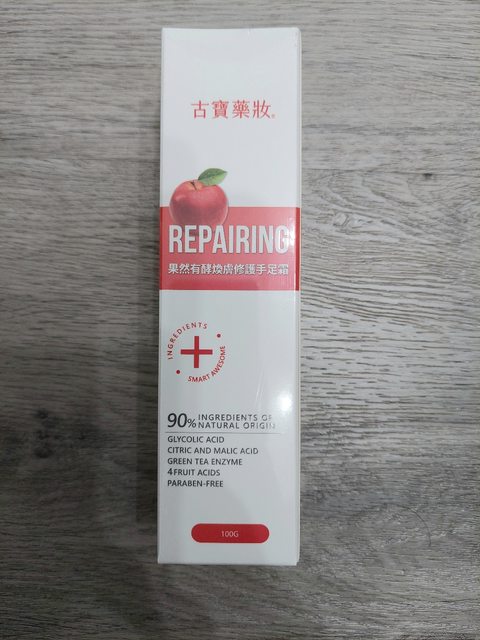 古寶藥妝®
REPAIRING
果然有酵煥膚修護手足霜
INGREDIENTS
SMART AWESOME
90% INGREDIENTS OF
NATURAL ORIGIN
GLYCOLIC ACID
CITRIC AND MALIC ACID
GREEN TEA ENZYME
4 FRUIT ACIDS
PARABEN-FREE
100G